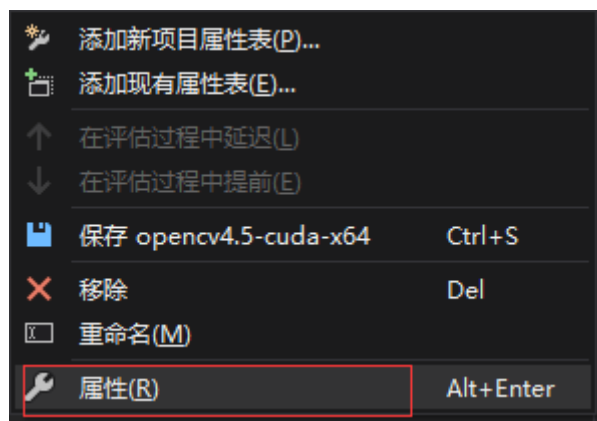 添加新项目属性表(P)...
添加现有属性表(E)...
在评估过程中延迟(L)
在评估过程中提前(E)
保存 opencv4.5-cuda-x64 Ctrl+S
移除 Del
重命名(M)
属性(R) Alt+Enter